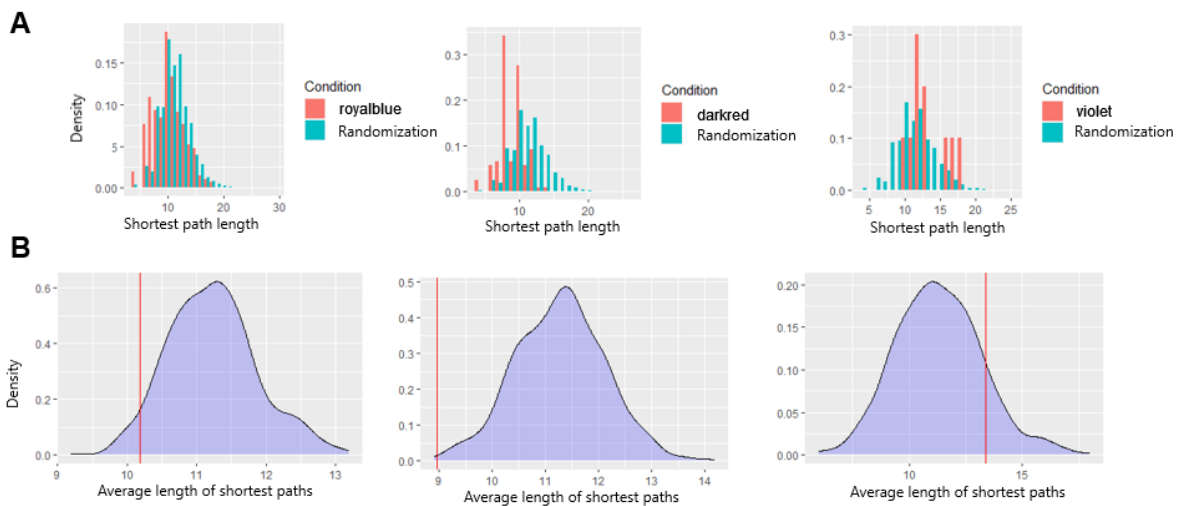 A
Density
0.15
0.10
5
0.00
10
20
30
Shortest path length
Condition
royalblue
Randomization
0.3
0.2
0.1
0.0
10
20
Shortest path length
Condition
darkred
Randomization
0.3
0.2
0.1
0.0
5
10
15
20
25
Shortest path length
Condition
violet
Randomization
B
Density
0.6
0.4
0.2
0.0
9
10
11
12
13
Average length of shortest paths
0.5
0.4
0.3
0.2
0.1
0.0
9
10
11
12
13
14
Average length of shortest paths
0.20
0.15
0.10
0.05
0.00
10
15
Average length of shortest paths